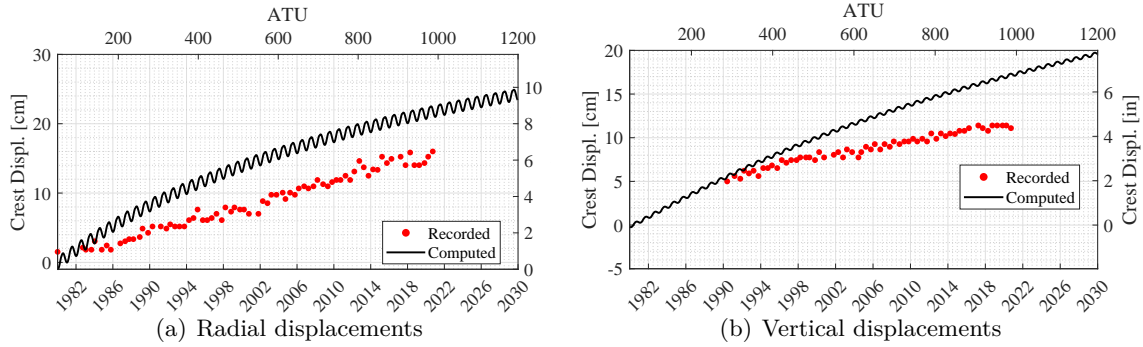 ATU
200 400 600 800 1000 1200
30
20
10
0
Crest Displ. [cm]
10
8
6
4
2
0
Recorded
Computed
1982 1986 1990 1994 1998 2002 2006 2010 2014 2018 2022 2026 2030
(a) Radial displacements
ATU
200 400 600 800 1000 1200
20
15
10
5
0
-5
Crest Displ. [cm]
6
4
2
0
Crest Displ. [in]
Recorded
Computed
1982 1986 1990 1994 1998 2002 2006 2010 2014 2018 2022 2026 2030
(b) Vertical displacements